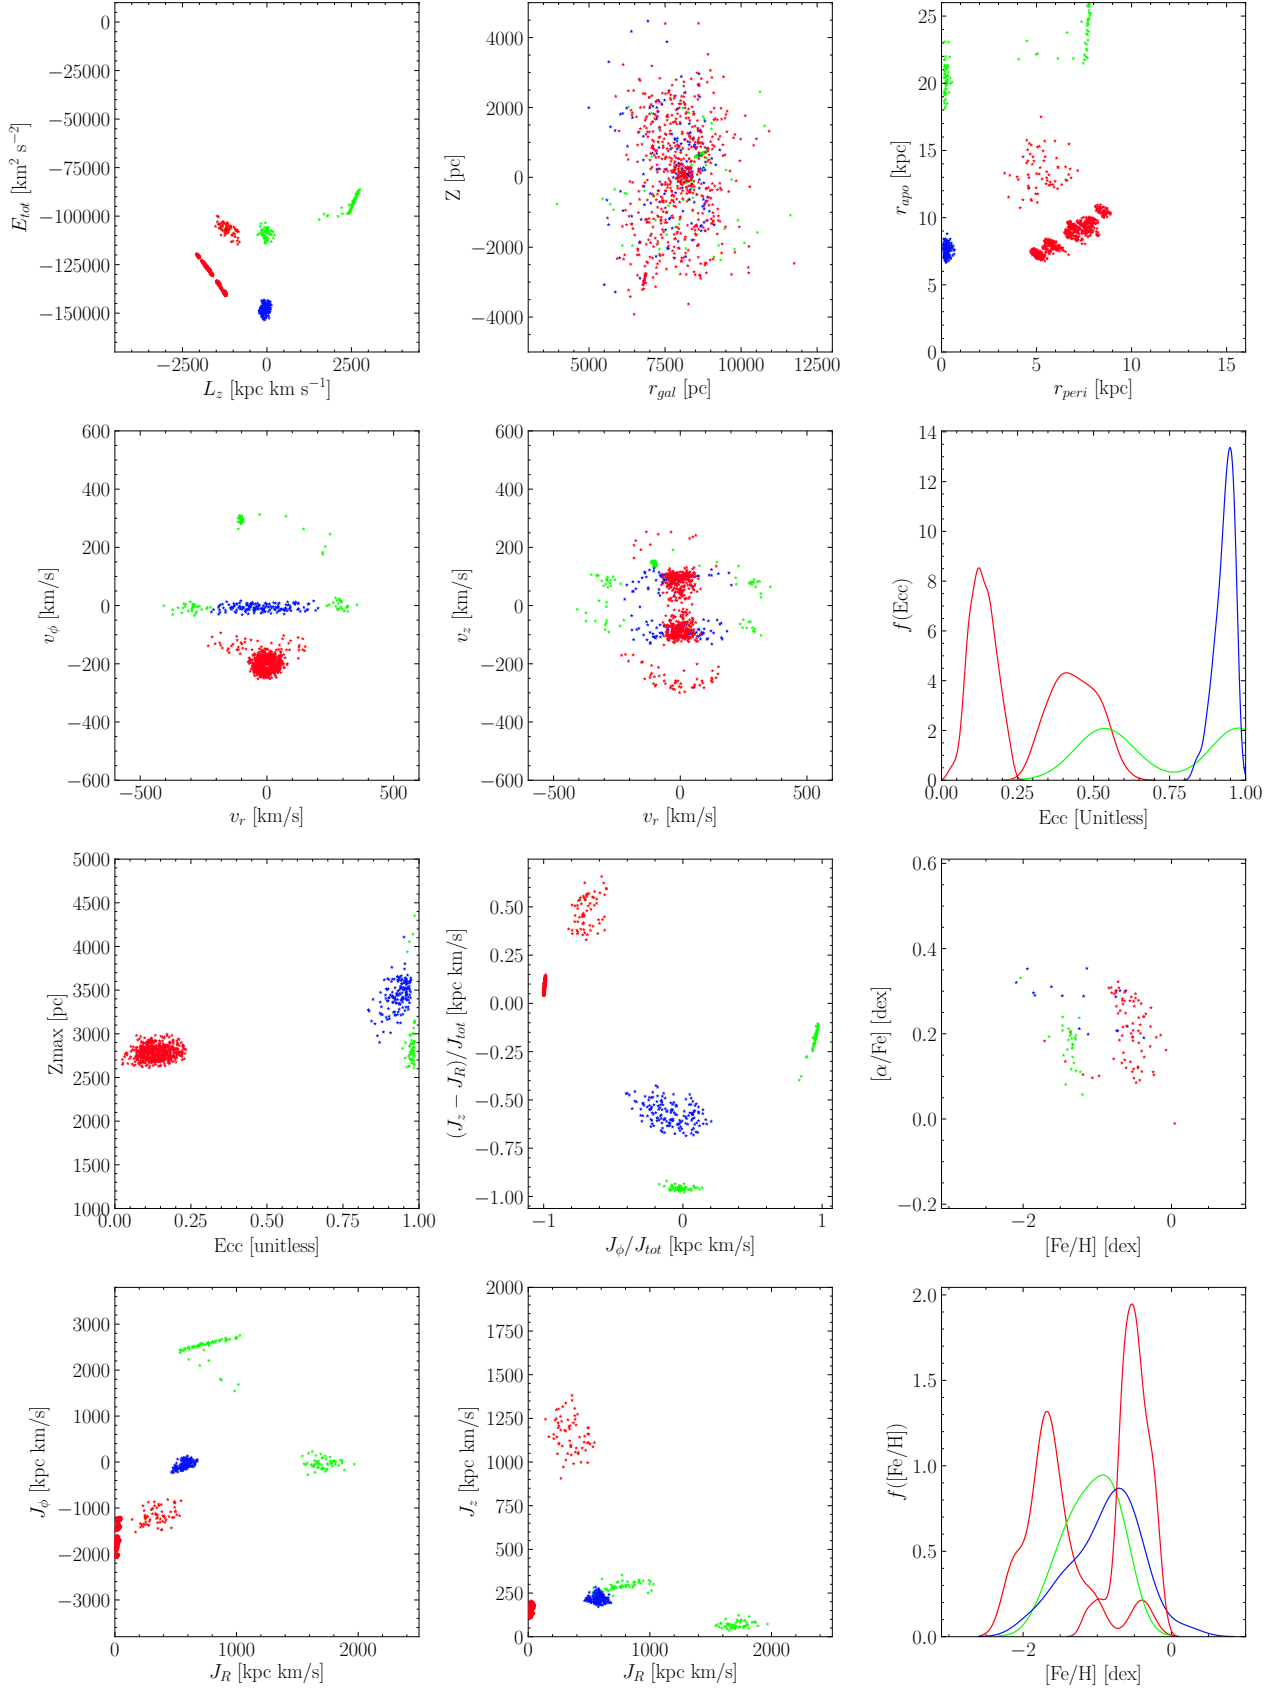 0
−25000
−50000
−75000
−100000
−125000
−150000
E_tot [km² s⁻²]
−2500 0 2500
L_z [kpc km s⁻¹]
4000
2000
0
−2000
−4000
Z [pc]
5000 7500 10000 12500
r_gal [pc]
25
20
15
10
5
0
r_apo [kpc]
5 10 15
r_peri [kpc]
600
400
200
0
−200
−400
−600
v_ϕ [km/s]
−500 0 500
v_r [km/s]
600
400
200
0
−200
−400
−600
v_z [km/s]
−500 0 500
v_r [km/s]
14
12
10
8
6
4
2
0
f(Ecc)
0.00 0.25 0.50 0.75 1.00
Ecc [Unitless]
5000
4500
4000
3500
3000
2500
2000
1500
1000
Zmax [pc]
0.00 0.25 0.50 0.75 1.00
Ecc [unitless]
0.50
0.25
0.00
−0.25
−0.50
−0.75
−1.00
(J_z − J_R)/J_tot [kpc km/s]
−1 0 1
J_ϕ/J_tot [kpc km/s]
0.6
0.4
0.2
0.0
−0.2
[α/Fe] [dex]
−2 0
[Fe/H] [dex]
3000
2000
1000
0
−1000
−2000
−3000
J_ϕ [kpc km/s]
0 1000 2000
J_R [kpc km/s]
2000
1750
1500
1250
1000
750
500
250
0
J_z [kpc km/s]
0 1000 2000
J_R [kpc km/s]
2.0
1.5
1.0
0.5
0.0
f([Fe/H])
−2 0
[Fe/H] [dex]